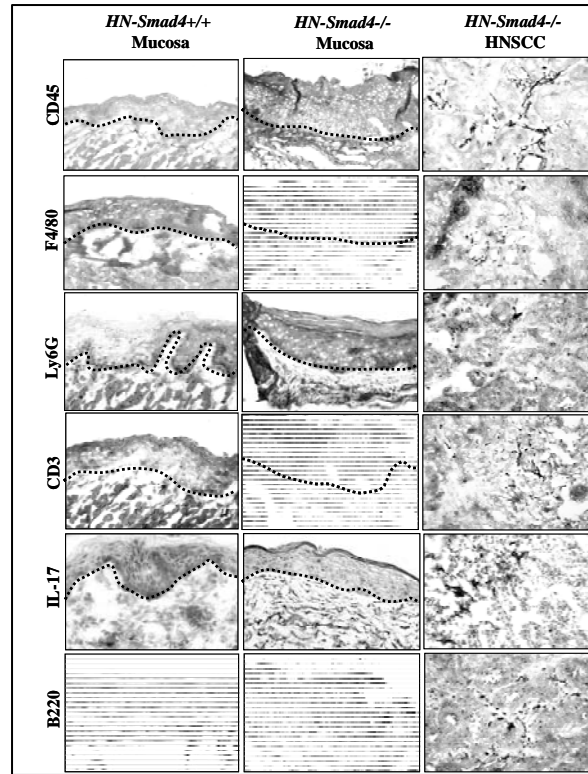 HN-Smad4+/+ HN-Smad4-/- HN-Smad4-/-
Mucosa Mucosa HNSCC
CD45
F4/80
Ly6G
CD3
IL-17
B220